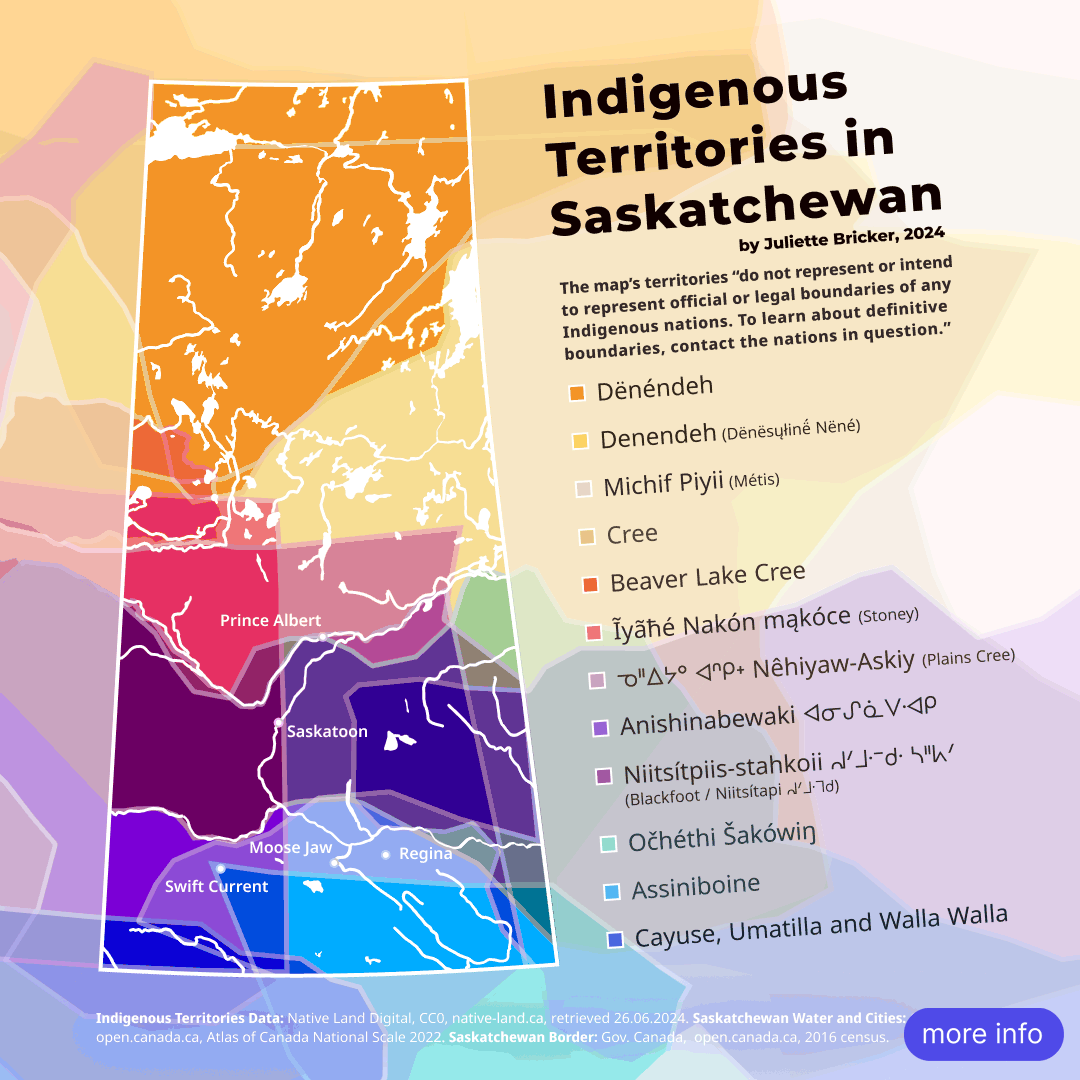 Indigenous
Territories in
Saskatchewan
by Juliette Bricker, 2024
The map's territories “do not represent or intend
to represent official or legal boundaries of any
Indigenous nations. To learn about definitive
boundaries, contact the nations in question.”
Dënéndeh
Denendeh (Dënësųłınë́ Nëné)
Michif Piyii (Métis)
Cree
Beaver Lake Cree
Ĩyãħé Nakón mąkóce (Stoney)
ᓀᐦᐃᔭᐤ ᐊᐢᑭᕀ Nêhiyaw-Askiy (Plains Cree)
Anishinabewaki ᐊᓂᔑᓈᐯᐗᑭ
Niitsítpiis-stahkoii ᖹᐟᒧᐧᐨᑯᐧ ᓴᐦᖾᐟ
(Blackfoot / Niitsítapi ᖹᐟᒧᐧᒣᑯ)
Očhéthi Šakówiŋ
Assiniboine
Cayuse, Umatilla and Walla Walla
Prince Albert
Saskatoon
Moose Jaw
Regina
Swift Current
Indigenous Territories Data: Native Land Digital, CC0, native-land.ca, retrieved 26.06.2024. Saskatchewan Water and Cities:
open.canada.ca, Atlas of Canada National Scale 2022. Saskatchewan Border: Gov. Canada, open.canada.ca, 2016 census.
more info